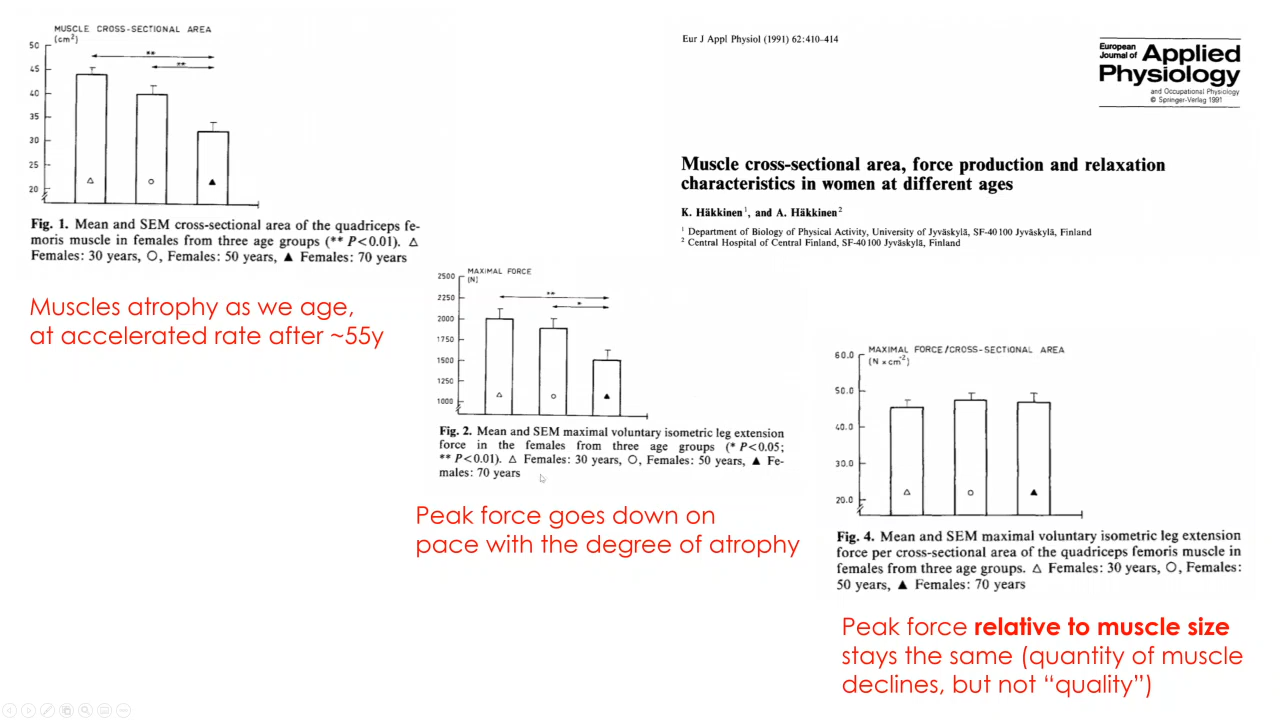 MUSCLE CROSS-SECTIONAL AREA
(cm²)
50
45
40
35
30
25
20
**
**
Fig. 1. Mean and SEM cross-sectional area of the quadriceps fe-
moris muscle in females from three age groups (** P<0.01). △
Females: 30 years, ○, Females: 50 years, ▲ Females: 70 years
Muscles atrophy as we age,
at accelerated rate after ~55y
Eur J Appl Physiol (1991) 62:410–414
European
Journal of Applied
Physiology
and Occupational Physiology
© Springer-Verlag 1991
Muscle cross-sectional area, force production and relaxation
characteristics in women at different ages
K. Häkkinen¹, and A. Häkkinen²
¹ Department of Biology of Physical Activity, University of Jyväskylä, SF-40100 Jyväskylä, Finland
² Central Hospital of Central Finland, SF-40100 Jyväskylä, Finland
MAXIMAL FORCE
(N)
2500
2250
2000
1750
1500
1250
1000
**
*
Fig. 2. Mean and SEM maximal voluntary isometric leg extension
force in the females from three age groups (* P<0.05;
** P<0.01). △ Females: 30 years, ○, Females: 50 years, ▲ Fe-
males: 70 years
Peak force goes down on
pace with the degree of atrophy
MAXIMAL FORCE/CROSS-SECTIONAL AREA
(N × cm⁻²)
60.0
50.0
40.0
30.0
20.0
Fig. 4. Mean and SEM maximal voluntary isometric leg extension
force per cross-sectional area of the quadriceps femoris muscle in
females from three age groups. △ Females: 30 years, ○, Females:
50 years, ▲ Females: 70 years
Peak force relative to muscle size
stays the same (quantity of muscle
declines, but not “quality”)